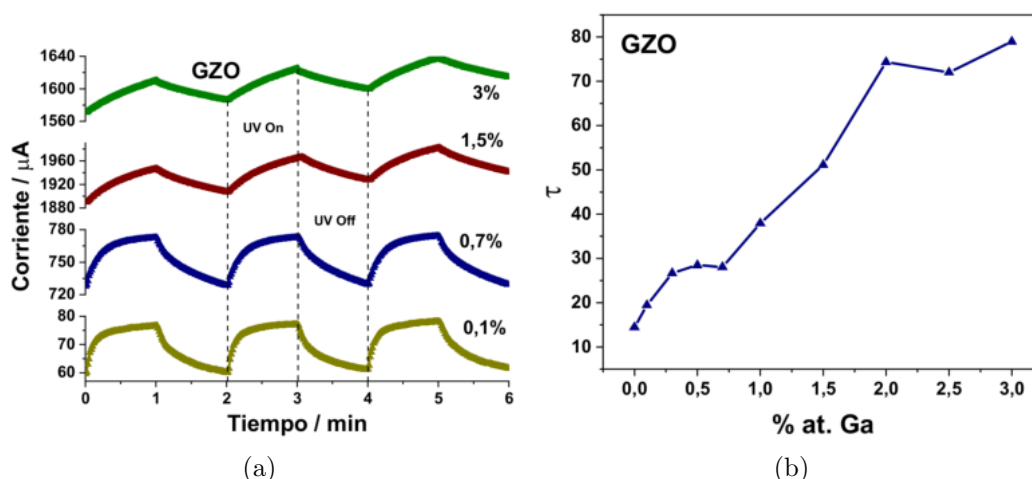 GZO
3%
UV On
1,5%
UV Off
0,7%
0,1%
Corriente / μA
1640
1600
1560
1960
1920
1880
780
750
720
80
70
60
0 1 2 3 4 5 6
Tiempo / min
(a)
GZO
τ
80
70
60
50
40
30
20
10
0,0 0,5 1,0 1,5 2,0 2,5 3,0
% at. Ga
(b)